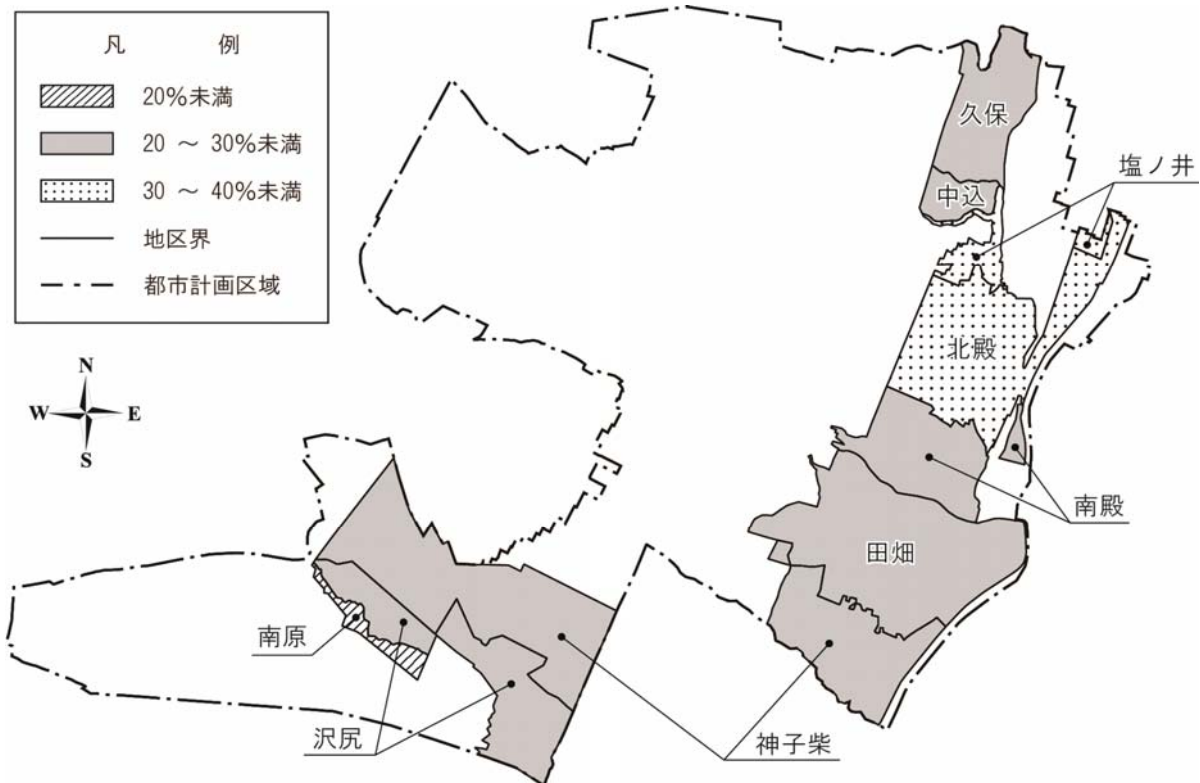 凡 例
20%未満
20 ～ 30%未満
30 ～ 40%未満
地区界
都市計画区域
久保
塩ノ井
中込
北殿
N
W E
S
南殿
田畑
南原
沢尻
神子柴